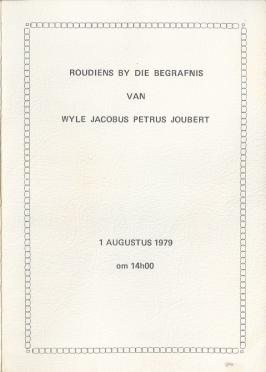 ROUDIENS BY DIE BEGRAFNIS
VAN
WYLE JACOBUS PETRUS JOUBERT
1 AUGUSTUS 1979
om 14h00